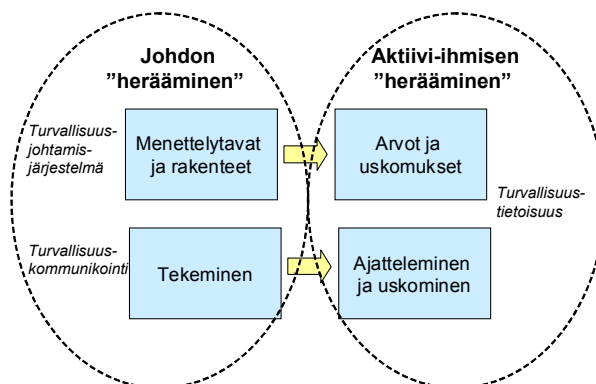 Johdon
”herääminen”
Aktiivi-ihmisen
”herääminen”
Turvallisuus-
johtamis-
järjestelmä
Menettelytavat
ja rakenteet
Arvot ja
uskomukset
Turvallisuus-
tietoisuus
Turvallisuus-
kommunikointi
Tekeminen
Ajatteleminen
ja uskominen